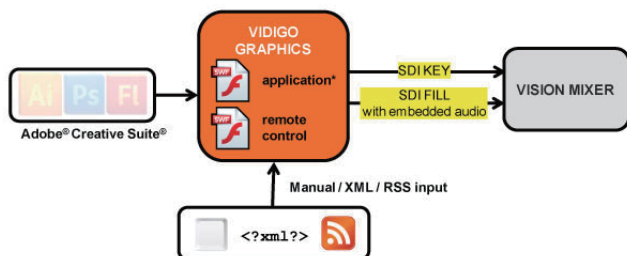 VIDIGO
GRAPHICS
SWF
application*
SWF
remote
control
Ai Ps Fl
Adobe® Creative Suite®
SDI KEY
SDI FILL
with embedded audio
VISION MIXER
Manual / XML / RSS input
<?xml?>